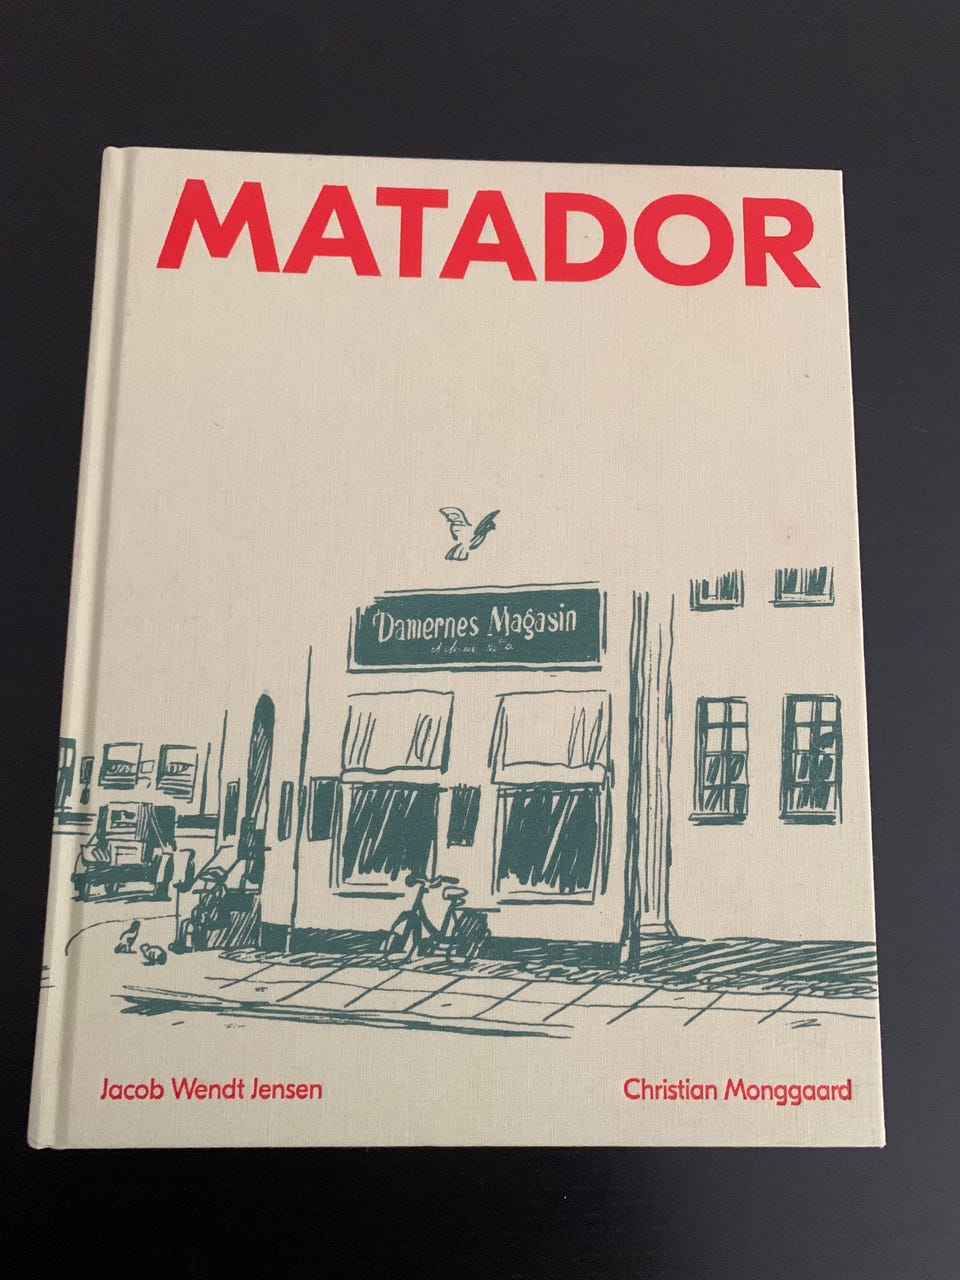 MATADOR
Damernes Magasin
Jacob Wendt Jensen
Christian Monggaard